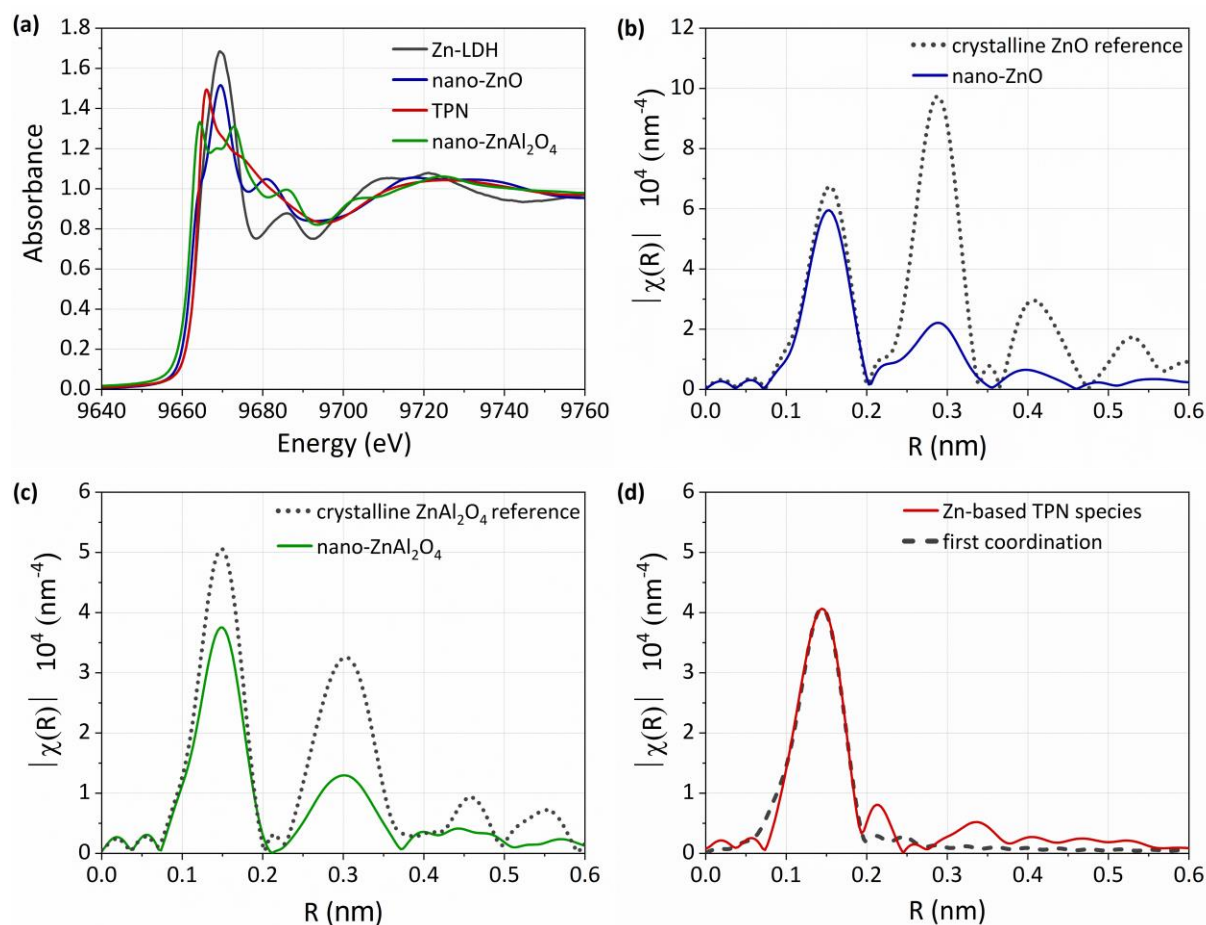 (a)
1.8
1.6
1.4
1.2
1.0
0.8
0.6
0.4
0.2
0.0
Absorbance
Zn-LDH
nano-ZnO
TPN
nano-ZnAl₂O₄
9640 9660 9680 9700 9720 9740 9760
Energy (eV)
(b)
12
10
8
6
4
2
0
|χ(R)| 10⁴ (nm⁻⁴)
crystalline ZnO reference
nano-ZnO
0.0 0.1 0.2 0.3 0.4 0.5 0.6
R (nm)
(c)
6
5
4
3
2
1
0
|χ(R)| 10⁴ (nm⁻⁴)
crystalline ZnAl₂O₄ reference
nano-ZnAl₂O₄
0.0 0.1 0.2 0.3 0.4 0.5 0.6
R (nm)
(d)
6
5
4
3
2
1
0
|χ(R)| 10⁴ (nm⁻⁴)
Zn-based TPN species
first coordination
0.0 0.1 0.2 0.3 0.4 0.5 0.6
R (nm)